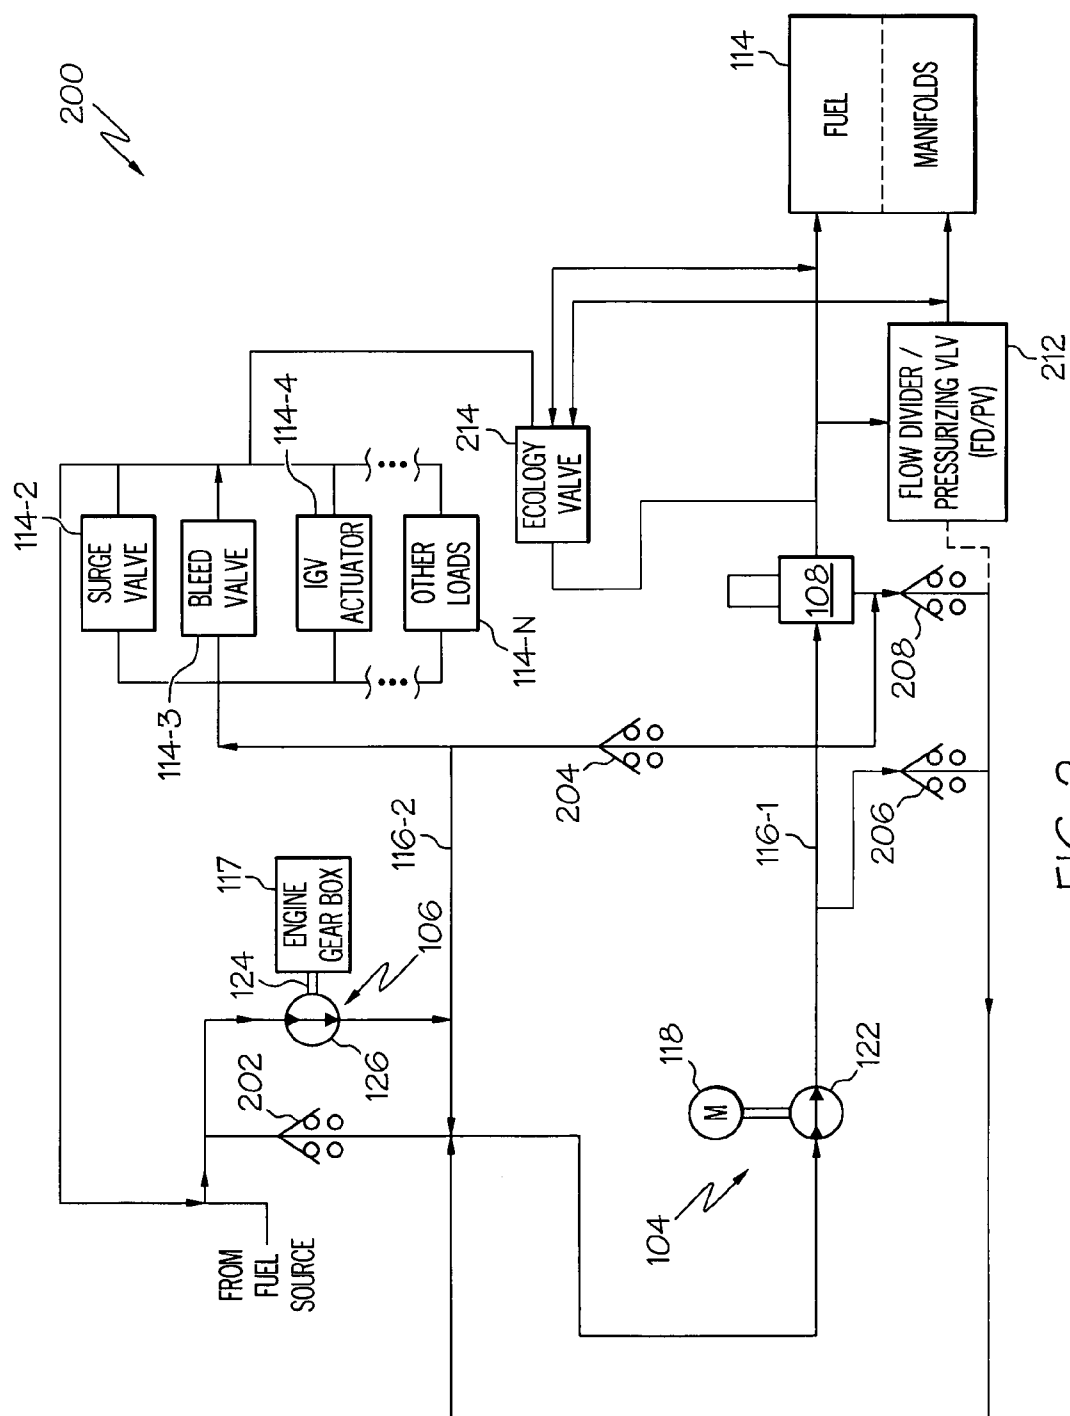 200
114
FUEL
MANIFOLDS
114-2
SURGE
VALVE
114-3
BLEED
VALVE
114-4
IGV
ACTUATOR
114-N
OTHER
LOADS
214
ECOLOGY
VALVE
212
FLOW DIVIDER /
PRESSURIZING VLV
(FD/PV)
108
208
206
204
116-2
116-1
117
ENGINE
GEAR BOX
124
106
126
202
118
M
122
104
FROM
FUEL
SOURCE